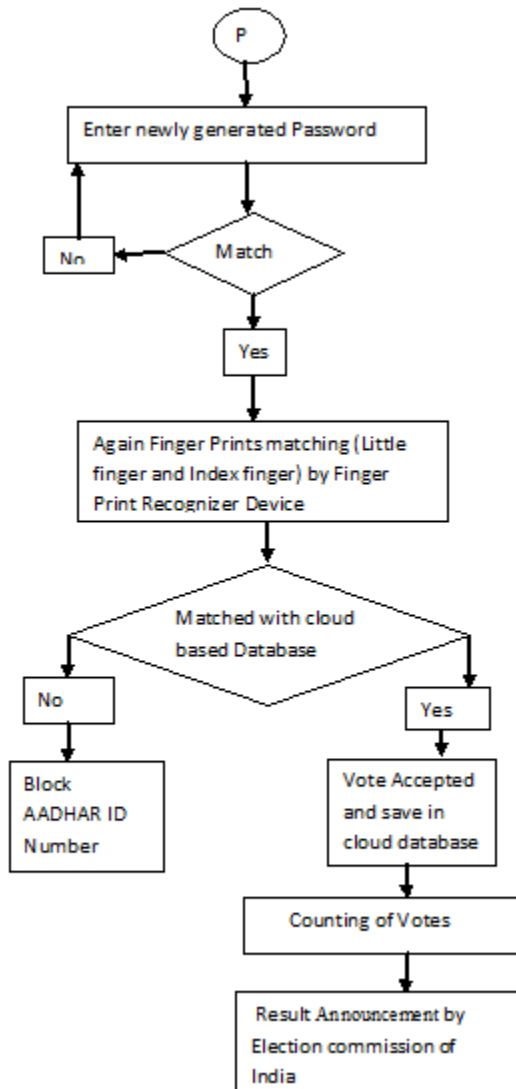 P
Enter newly generated Password
Match
No
Yes
Again Finger Prints matching (Little
finger and Index finger) by Finger
Print Recognizer Device
Matched with cloud
based Database
No
Yes
Block
AADHAR ID
Number
Vote Accepted
and save in
cloud database
Counting of Votes
Result Announcement by
Election commission of
India